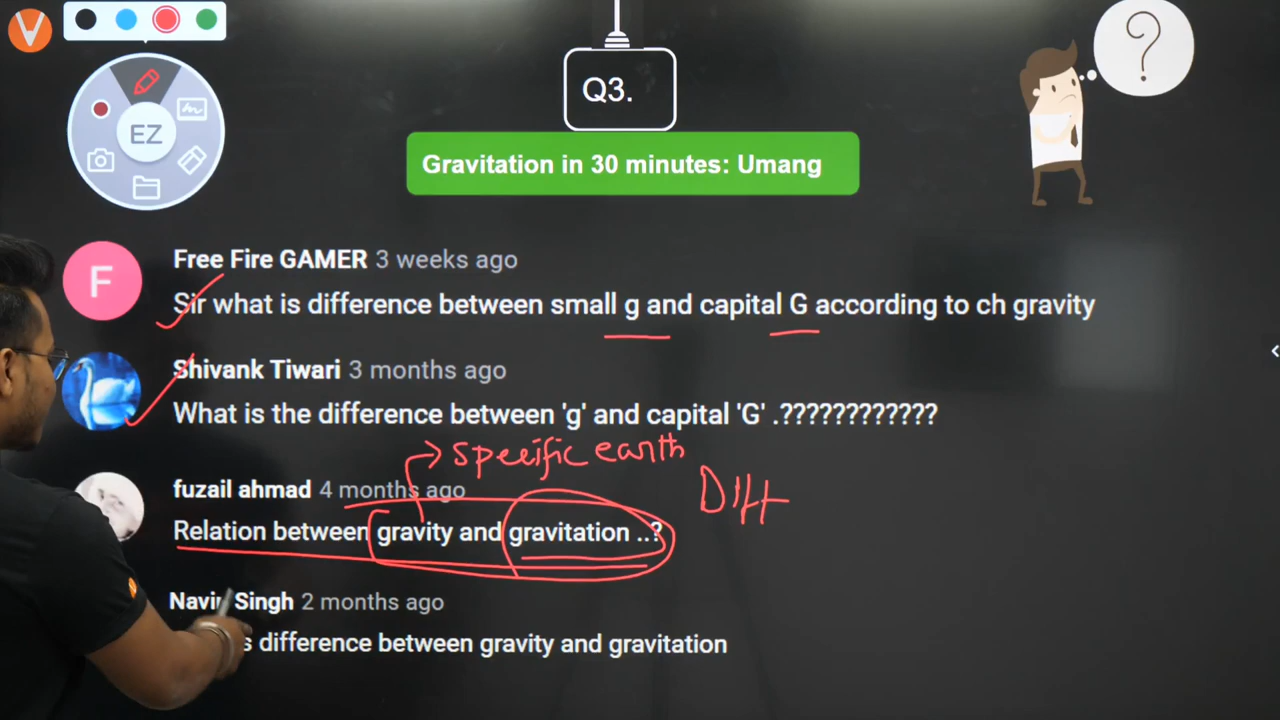 V
EZ
Q3.
?
Gravitation in 30 minutes: Umang
F
Free Fire GAMER 3 weeks ago
Sir what is difference between small g and capital G according to ch gravity
Shivank Tiwari 3 months ago
What is the difference between 'g' and capital 'G' .????????????
speeific earth
fuzail ahmad 4 months ago
Diff
Relation between gravity and gravitation ..?
Singh 2 months ago
difference between gravity and gravitation